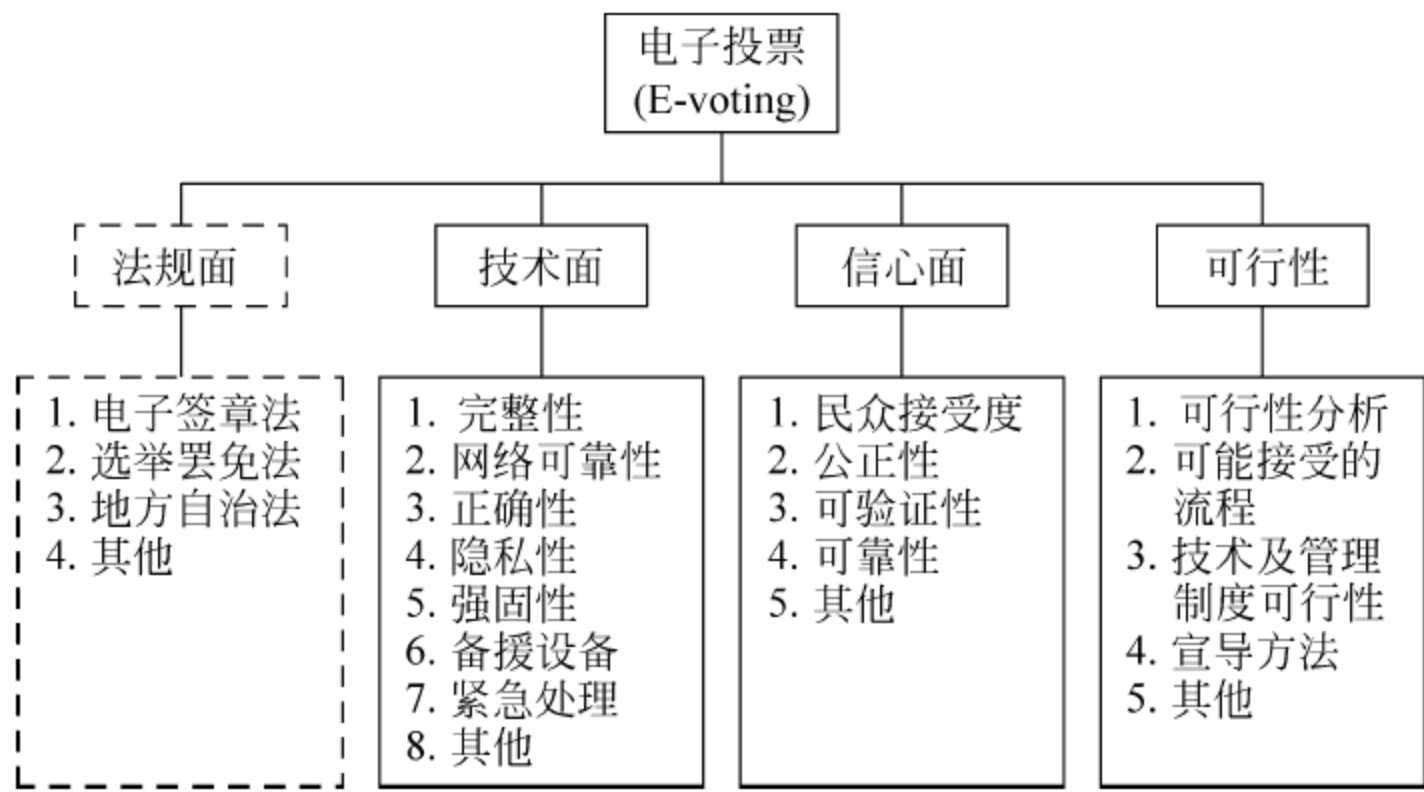 电子投票
(E-voting)
法规面
技术面
信心面
可行性
1. 电子签章法
2. 选举罢免法
3. 地方自治法
4. 其他
1. 完整性
2. 网络可靠性
3. 正确性
4. 隐私性
5. 强固性
6. 备援设备
7. 紧急处理
8. 其他
1. 民众接受度
2. 公正性
3. 可验证性
4. 可靠性
5. 其他
1. 可行性分析
2. 可能接受的
流程
3. 技术及管理
制度可行性
4. 宣导方法
5. 其他